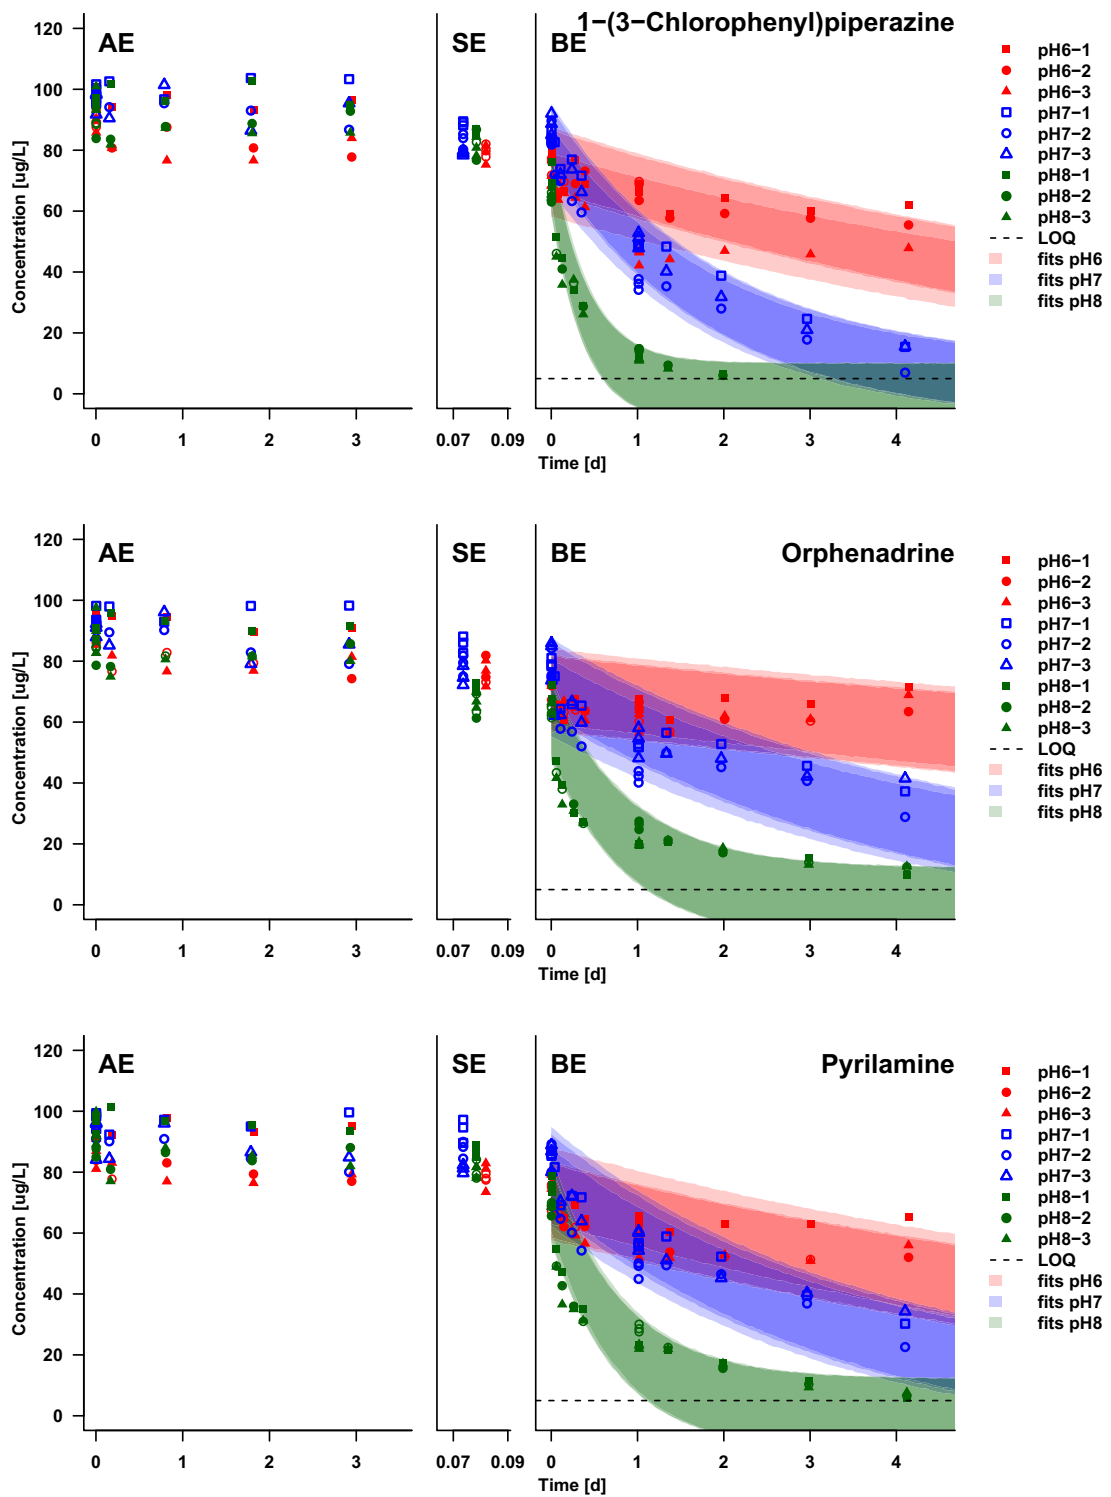 1−(3−Chlorophenyl)piperazine
AE
SE
BE
Concentration [ug/L]
120
100
80
60
40
20
0
0 1 2 3
0.07 0.09
0 1 2 3 4
Time [d]
pH6−1
pH6−2
pH6−3
pH7−1
pH7−2
pH7−3
pH8−1
pH8−2
pH8−3
LOQ
fits pH6
fits pH7
fits pH8
AE
SE
BE
Orphenadrine
Concentration [ug/L]
120
100
80
60
40
20
0
0 1 2 3
0.07 0.09
0 1 2 3 4
Time [d]
pH6−1
pH6−2
pH6−3
pH7−1
pH7−2
pH7−3
pH8−1
pH8−2
pH8−3
LOQ
fits pH6
fits pH7
fits pH8
AE
SE
BE
Pyrilamine
Concentration [ug/L]
120
100
80
60
40
20
0
0 1 2 3
0.07 0.09
0 1 2 3 4
Time [d]
pH6−1
pH6−2
pH6−3
pH7−1
pH7−2
pH7−3
pH8−1
pH8−2
pH8−3
LOQ
fits pH6
fits pH7
fits pH8